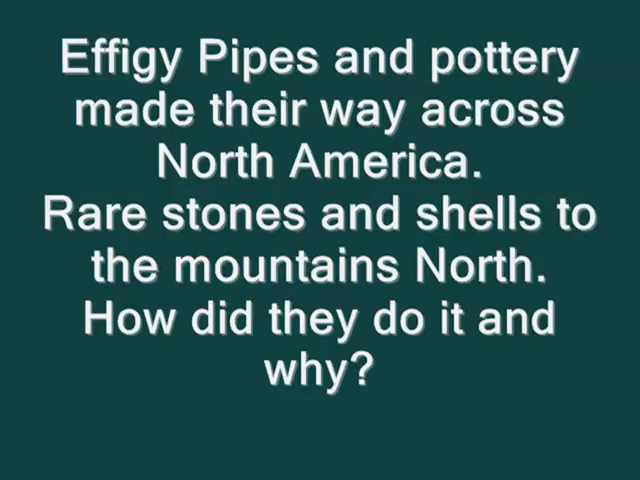 Effigy Pipes and pottery
made their way across
North America.
Rare stones and shells to
the mountains North.
How did they do it and
why?